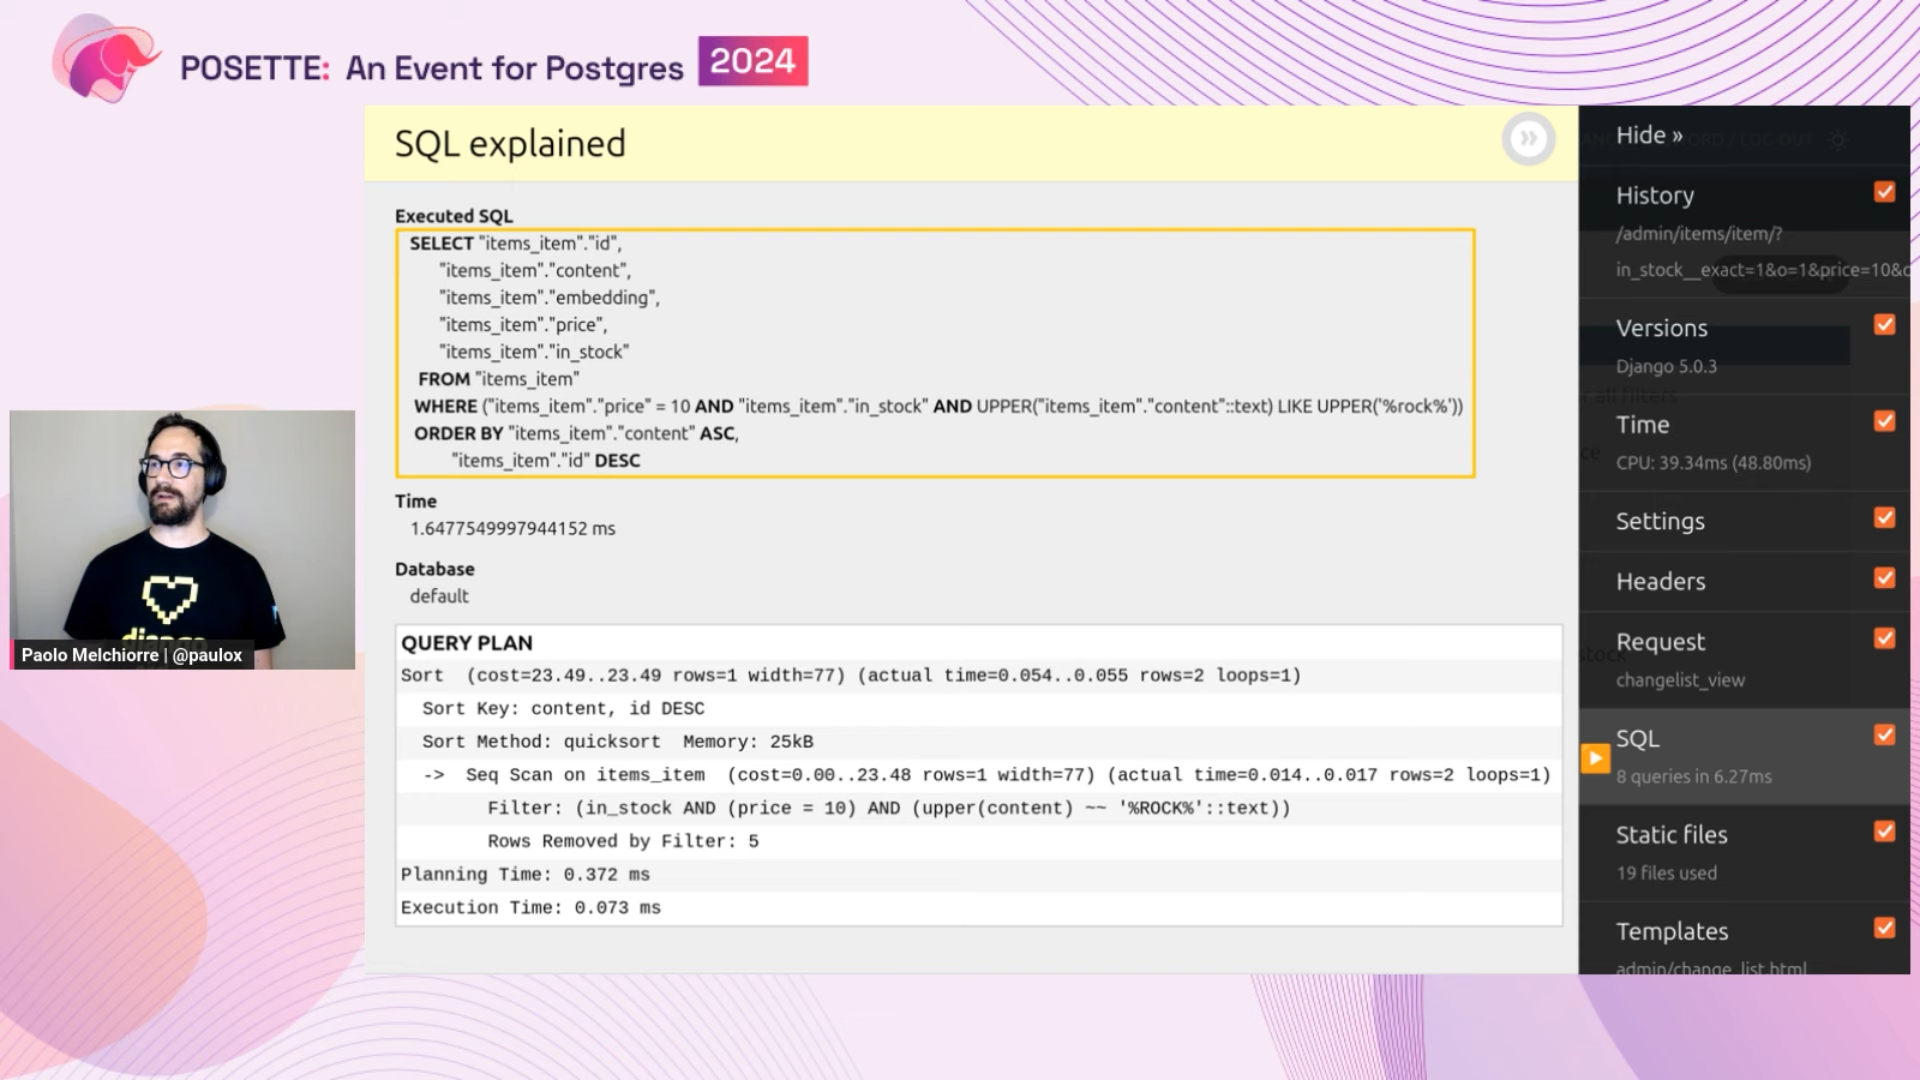 POSETTE: An Event for Postgres 2024
SQL explained
»
Executed SQL
SELECT "items_item"."id",
"items_item"."content",
"items_item"."embedding",
"items_item"."price",
"items_item"."in_stock"
FROM "items_item"
WHERE ("items_item"."price" = 10 AND "items_item"."in_stock" AND UPPER("items_item"."content"::text) LIKE UPPER('%rock%'))
ORDER BY "items_item"."content" ASC,
"items_item"."id" DESC
Time
1.6477549997944152 ms
Database
default
QUERY PLAN
Sort (cost=23.49..23.49 rows=1 width=77) (actual time=0.054..0.055 rows=2 loops=1)
Sort Key: content, id DESC
Sort Method: quicksort Memory: 25kB
-> Seq Scan on items_item (cost=0.00..23.48 rows=1 width=77) (actual time=0.014..0.017 rows=2 loops=1)
Filter: (in_stock AND (price = 10) AND (upper(content) ~~ '%ROCK%'::text))
Rows Removed by Filter: 5
Planning Time: 0.372 ms
Execution Time: 0.073 ms
Hide »
/ LOG OUT
History
/admin/items/item/?
in_stock__exact=1&o=1&price=10&
Versions
Django 5.0.3
all filters
Time
CPU: 39.34ms (48.80ms)
Settings
Headers
Request
stock
changelist_view
SQL
8 queries in 6.27ms
Static files
19 files used
Templates
admin/change_list.html
django
Paolo Melchiorre | @paulox